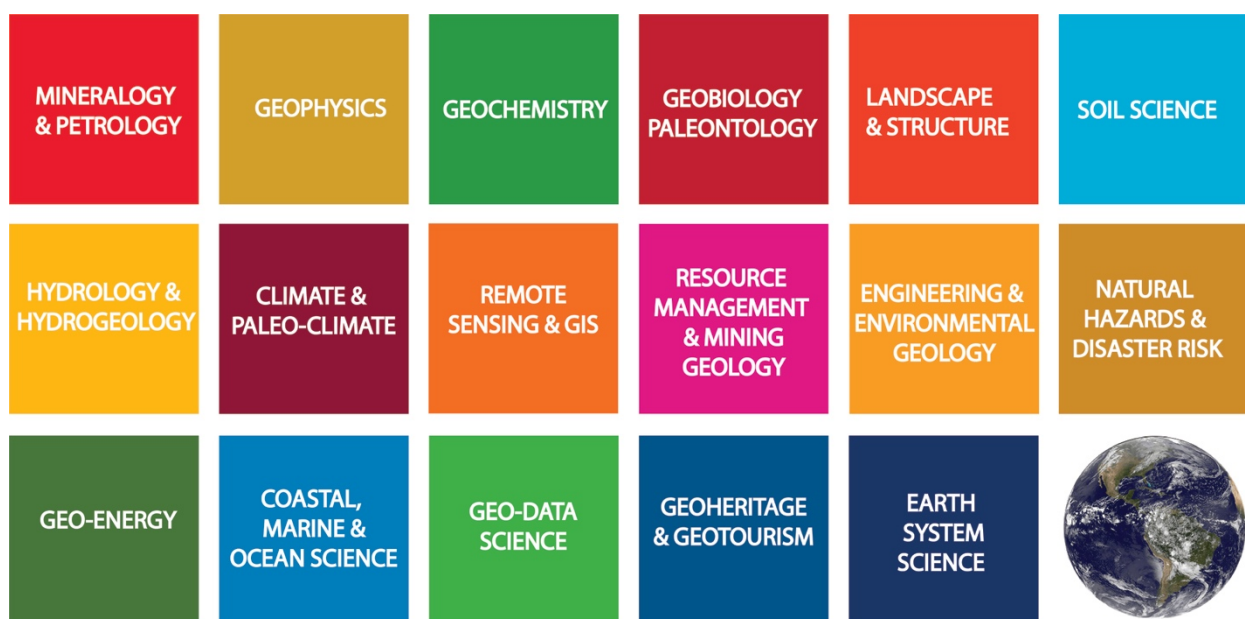 MINERALOGY
& PETROLOGY
GEOPHYSICS
GEOCHEMISTRY
GEOBIOLOGY
PALEONTOLOGY
LANDSCAPE
& STRUCTURE
SOIL SCIENCE
HYDROLOGY &
HYDROGEOLOGY
CLIMATE &
PALEO-CLIMATE
REMOTE
SENSING & GIS
RESOURCE
MANAGEMENT
& MINING
GEOLOGY
ENGINEERING &
ENVIRONMENTAL
GEOLOGY
NATURAL
HAZARDS &
DISASTER RISK
GEO-ENERGY
COASTAL,
MARINE &
OCEAN SCIENCE
GEO-DATA
SCIENCE
GEOHERITAGE
& GEOTOURISM
EARTH
SYSTEM
SCIENCE